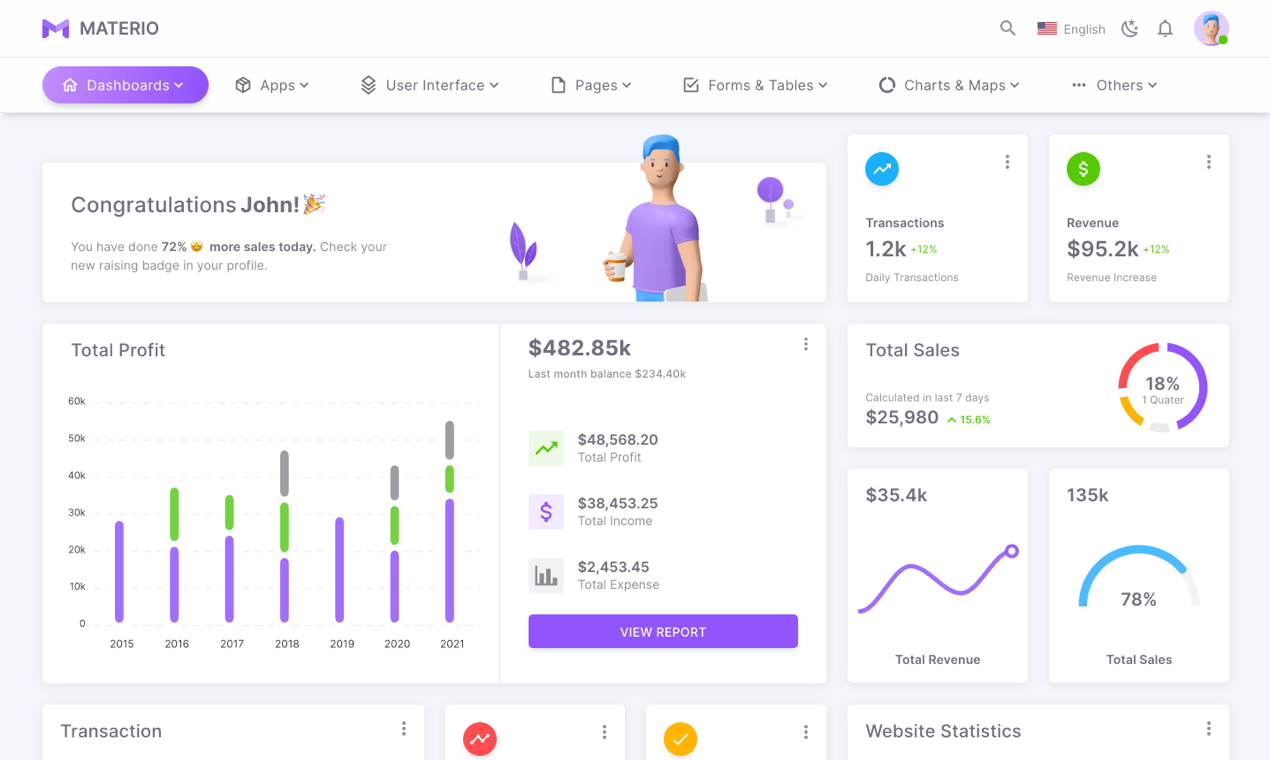 MATERIO
English
Dashboards
Apps
User Interface
Pages
Forms & Tables
Charts & Maps
Others
Congratulations John! 🎉
You have done 72% 🤩 more sales today. Check your
new raising badge in your profile.
Transactions
1.2k +12%
Daily Transactions
Revenue
$95.2k +12%
Revenue Increase
Total Profit
60k
50k
40k
30k
20k
10k
0
2015 2016 2017 2018 2019 2020 2021
$482.85k
Last month balance $234.40k
$48,568.20
Total Profit
$38,453.25
Total Income
$2,453.45
Total Expense
VIEW REPORT
Total Sales
Calculated in last 7 days
$25,980 15.6%
18%
1 Quater
$35.4k
Total Revenue
135k
78%
Total Sales
Transaction
Website Statistics